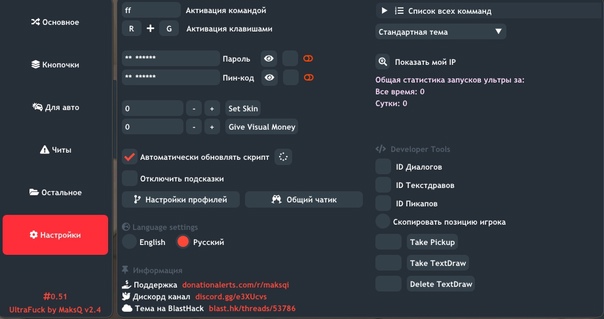 Основное
Кнопочки
Для авто
Читы
Остальное
Настройки
#0.51
UltraFuck by MaksQ v2.4
ff
Активация командой
R + G Активация клавишами
** ****** Пароль
** ****** Пин-код
0 - + Set Skin
0 - + Give Visual Money
Автоматически обновлять скрипт
Отключить подсказки
Настройки профилей
Общий чатик
Language settings
English
Русский
Информация
Поддержка donationalerts.com/r/maksqi
Дискорд канал discord.gg/e3XUcvs
Тема на BlastHack blast.hk/threads/53786
Список всех комманд
Стандартная тема
Показать мой IP
Общая статистика запусков ультры за:
Все время: 0
Сутки: 0
</> Developer Tools
ID Диалогов
ID Текстдравов
ID Пикапов
Скопировать позицию игрока
Take Pickup
Take TextDraw
Delete TextDraw